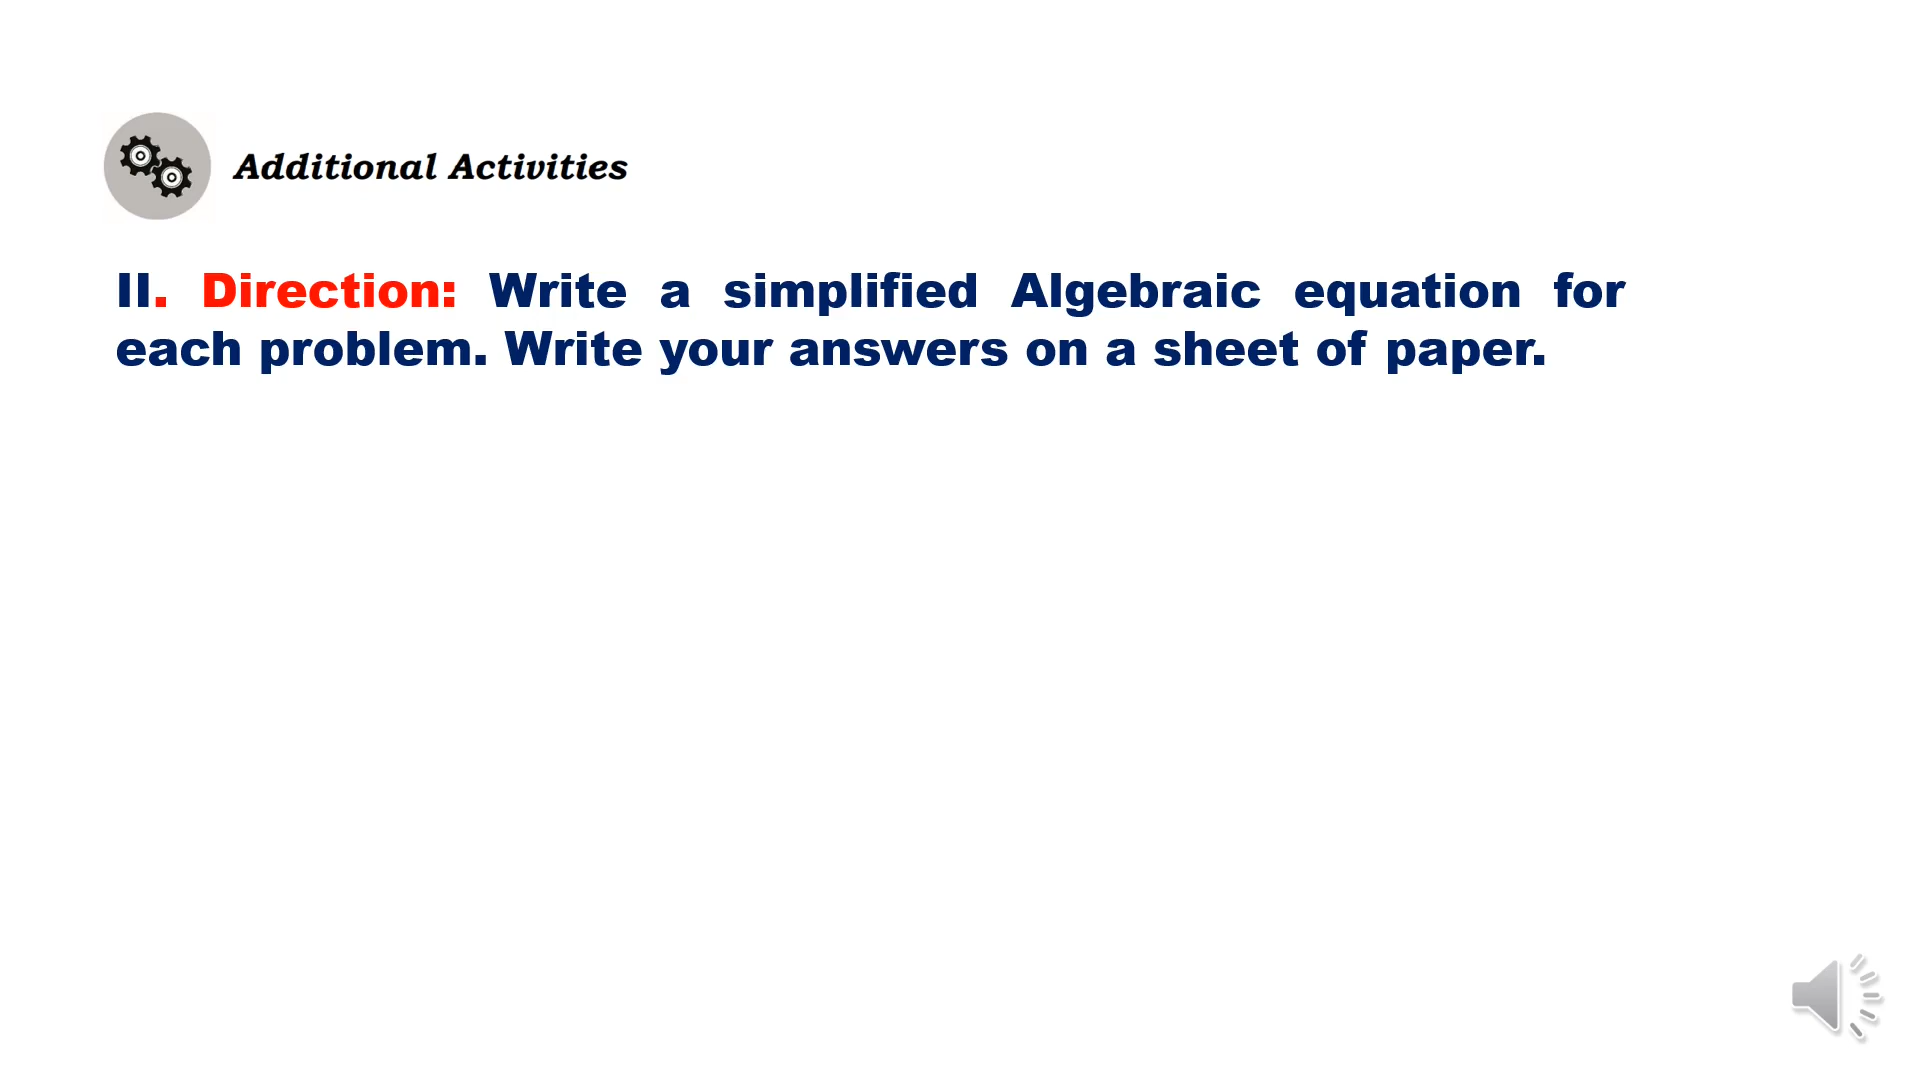 Additional Activities
II. Direction: Write a simplified Algebraic equation for
each problem. Write your answers on a sheet of paper.